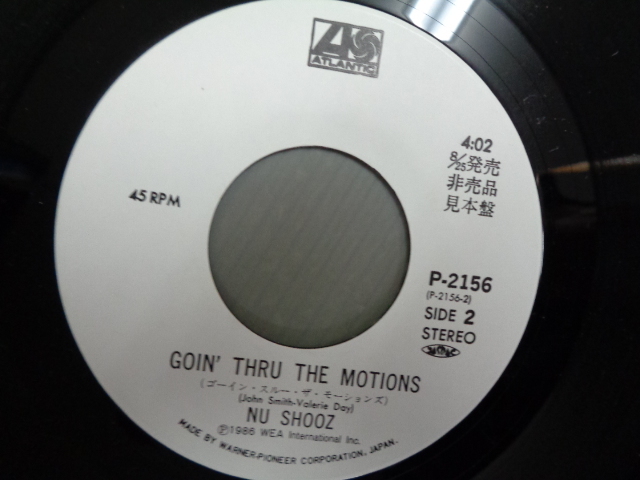 ATLANTIC
4:02
8/25発売
非売品
見本盤
45 RPM
P-2156
(P-2156-2)
SIDE 2
STEREO
GOIN' THRU THE MOTIONS
(ゴーイン・スルー・ザ・モーションズ)
(John Smith-Valerie Day)
NU SHOOZ
Ⓟ1986 WEA International Inc.
MADE BY WARNER-PIONEER CORPORATION, JAPAN.